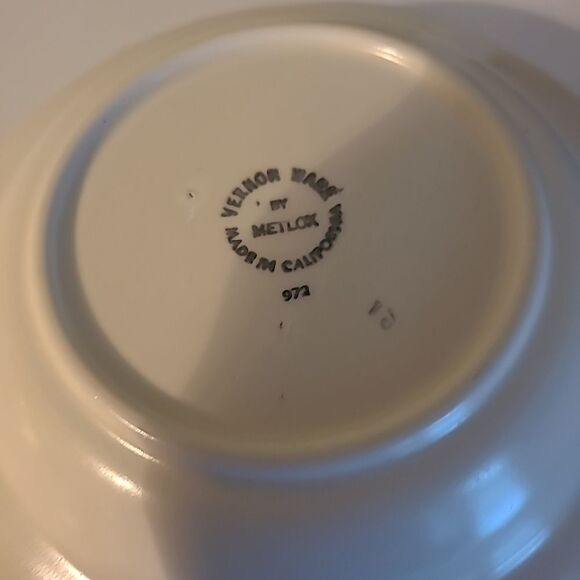 VERNON WARE
BY
METLOX
MADE IN CALIFORNIA
972